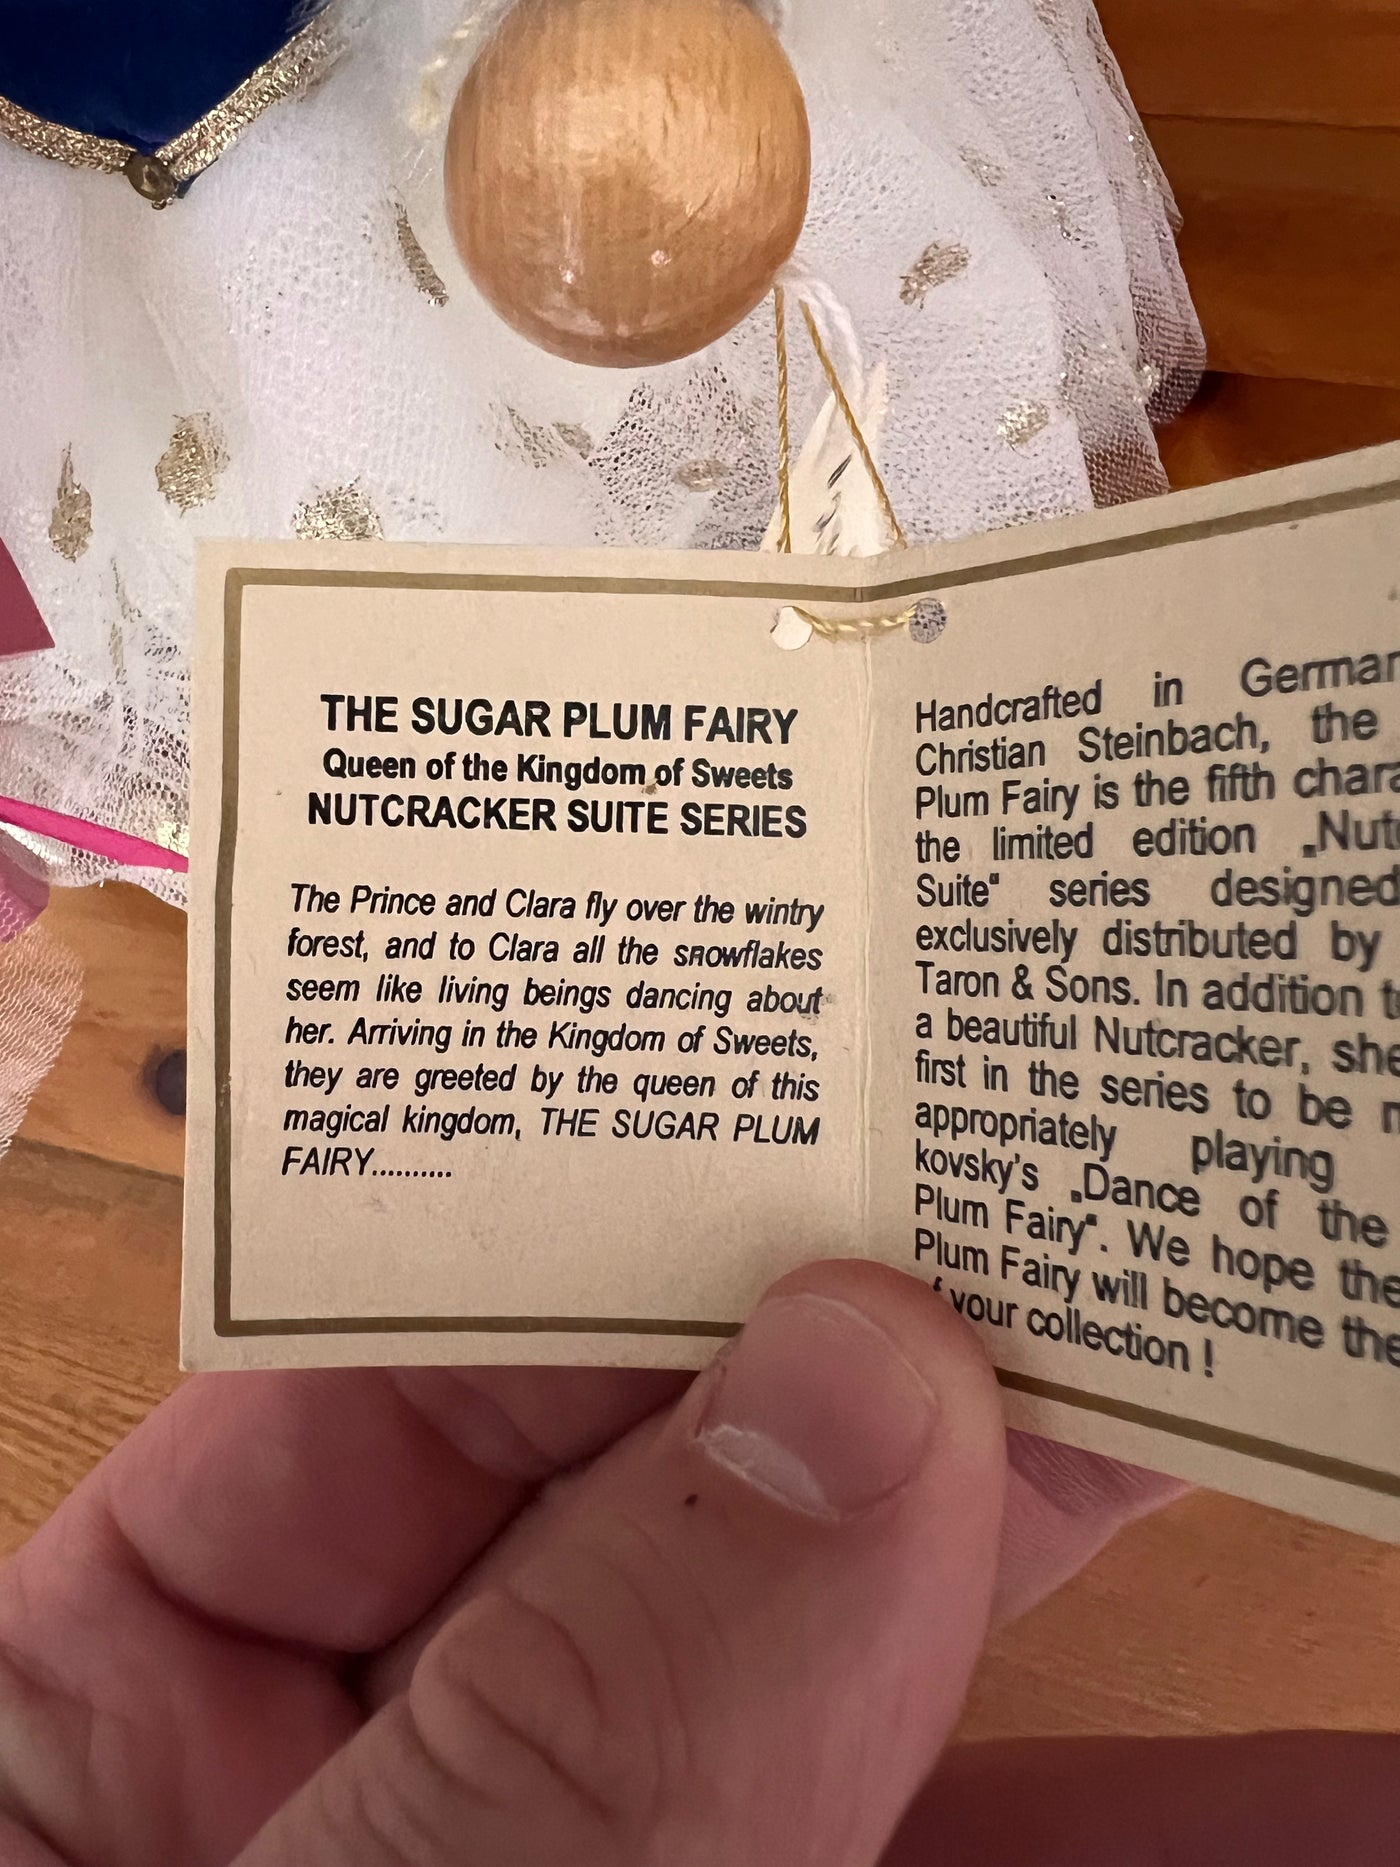 THE SUGAR PLUM FAIRY
Queen of the Kingdom of Sweets
NUTCRACKER SUITE SERIES
The Prince and Clara fly over the wintry
forest, and to Clara all the snowflakes
seem like living beings dancing about
her. Arriving in the Kingdom of Sweets,
they are greeted by the queen of this
magical kingdom, THE SUGAR PLUM
FAIRY..........
Handcrafted in
Christian Steinbach, the
Plum Fairy is the fifth
the limited edition
Suite“ series designed
exclusively distributed by
Taron & Sons. In addition
a beautiful Nutcracker,
first in the series to be
appropriately playing
kovsky's „Dance of the
Plum Fairy“. We hope
Plum Fairy will become
your collection !